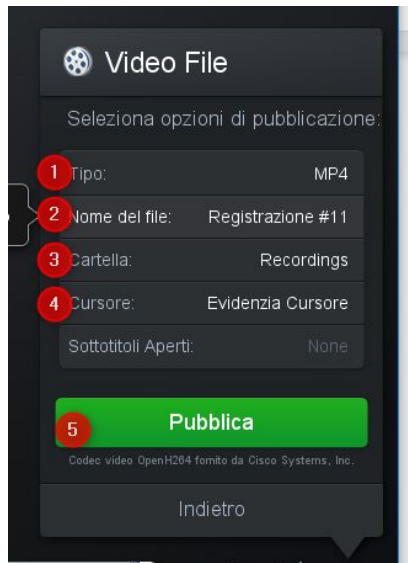 Video File
Seleziona opzioni di pubblicazione:
1 Tipo: MP4
2 Nome del file: Registrazione #11
3 Cartella: Recordings
4 Cursore: Evidenzia Cursore
Sottotitoli Aperti: None
5 Pubblica
Codec video OpenH264 fornito da Cisco Systems, Inc.
Indietro